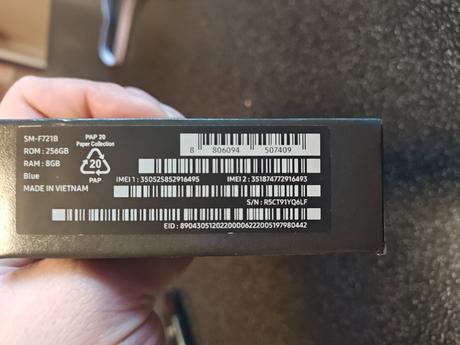 SM-F721B
ROM : 256GB
RAM : 8GB
Blue
MADE IN VIETNAM
PAP 20
Paper Collection
20
PAP
8 806094 507409
IMEI 1 : 350525852916495
IMEI 2 : 351874772916493
S/N : R5CT91YQ6LF
EID : 89043051202200006222005197980442